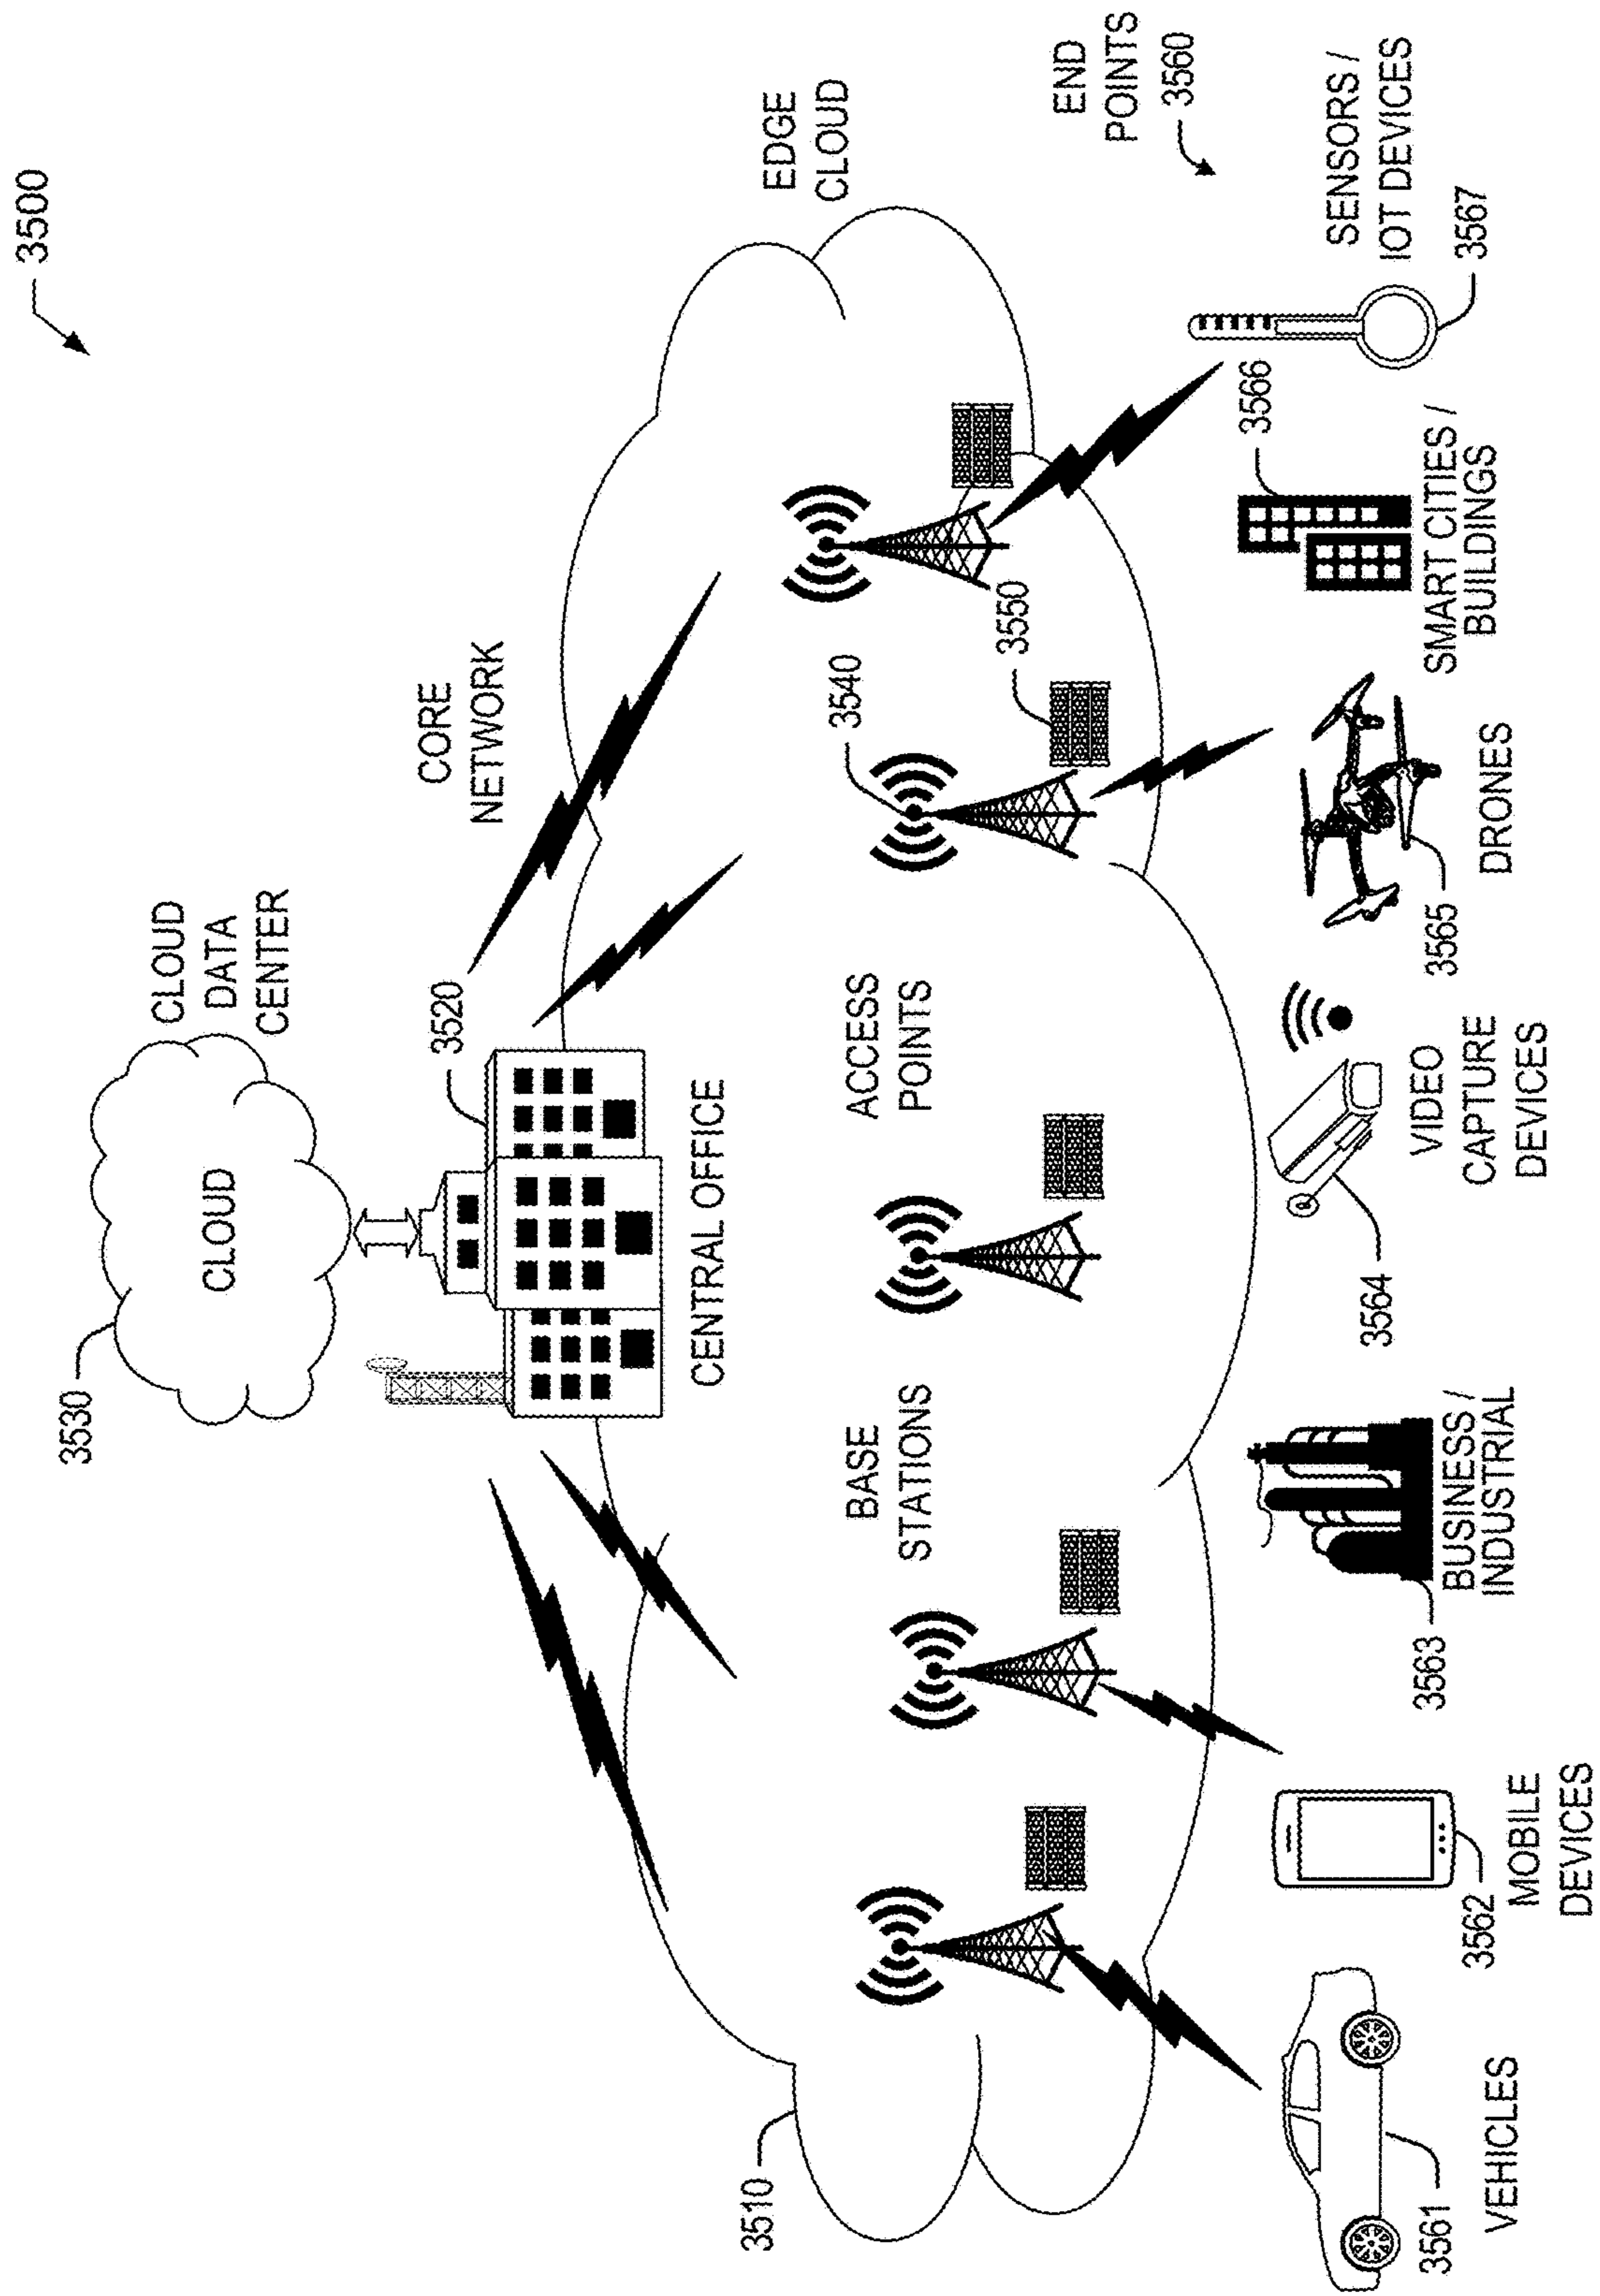 3500
3530
CLOUD
CLOUD
DATA
CENTER
3520
CORE
NETWORK
CENTRAL OFFICE
EDGE
CLOUD
3510
BASE
STATIONS
ACCESS
POINTS
3540
3550
END
POINTS
3560
3561
VEHICLES
3562
MOBILE
DEVICES
3563
BUSINESS /
INDUSTRIAL
3564
VIDEO
CAPTURE
DEVICES
3565
DRONES
3566
SMART CITIES /
BUILDINGS
SENSORS /
IOT DEVICES
3567